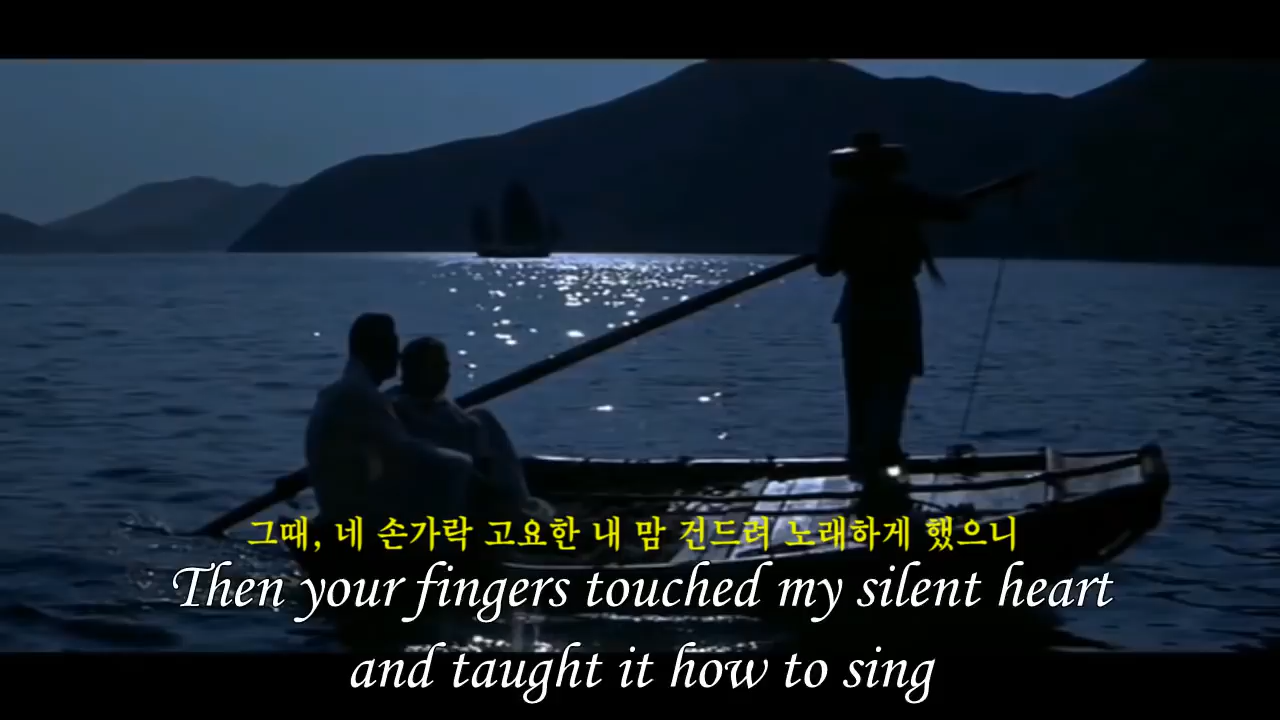 그때, 네 손가락 고요한 내 맘 건드려 노래하게 했으니
Then your fingers touched my silent heart
and taught it how to sing